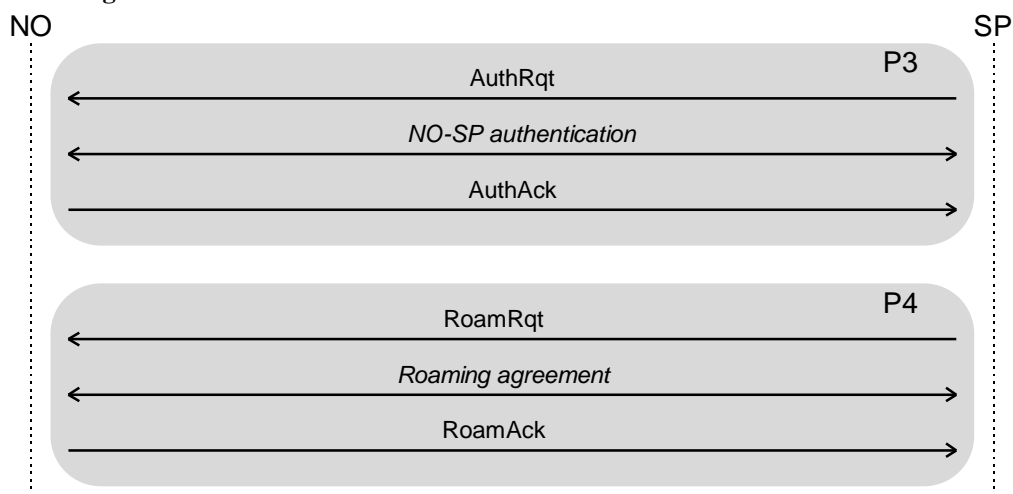 NO
SP
P3
AuthRqt
NO-SP authentication
AuthAck
P4
RoamRqt
Roaming agreement
RoamAck